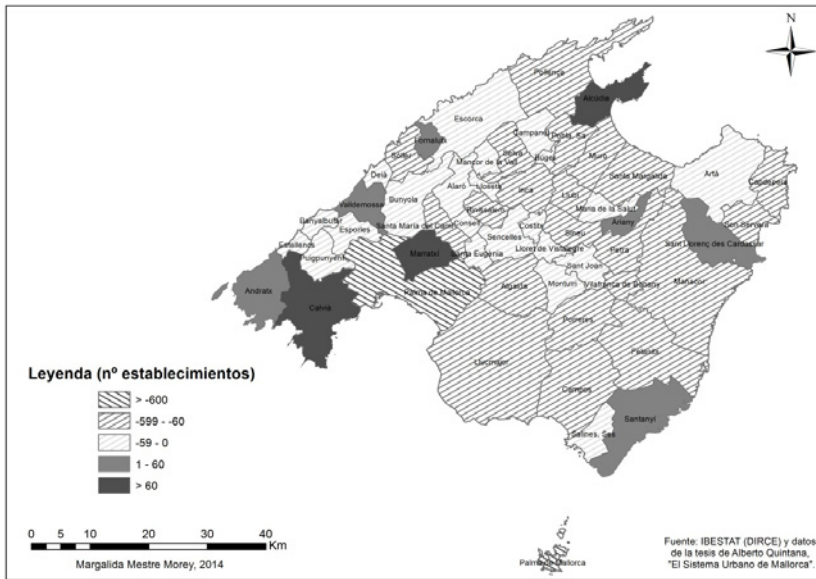 N
Pollença
Alcúdia
Escorca
Campanet
Pobla, Sa
Fornalutx
Sóller
Selva
Búger
Muro
Mancor de la Vall
Santa Margalida
Artà
Capdepera
Deià
Alaró
Lloseta
Inca
Llubí
Bunyola
Valldemossa
Maria de la Salut
Binissalem
Ariany
Son Servera
Banyalbufar
Santa Maria del Camí
Consell
Costitx
Sineu
Sant Llorenç des Cardassar
Esporles
Sencelles
Estellencs
Marratxí
Santa Eugènia
Lloret de Vistalegre
Petra
Puigpunyent
Sant Joan
Andratx
Palma de Mallorca
Algaida
Montuïri
Vilafranca de Bonany
Manacor
Calvià
Porreres
Llucmajor
Felanitx
Campos
Santanyí
Salines, Ses
Palma de Mallorca
Leyenda (nº establecimientos)
> -600
-599 - -60
-59 - 0
1 - 60
> 60
0 10 20 30 40
Km
Margalida Mestre Morey, 2014
Fuente: IBESTAT (DIRCE) y datos
de la tesis de Alberto Quintana,
"El Sistema Urbano de Mallorca".